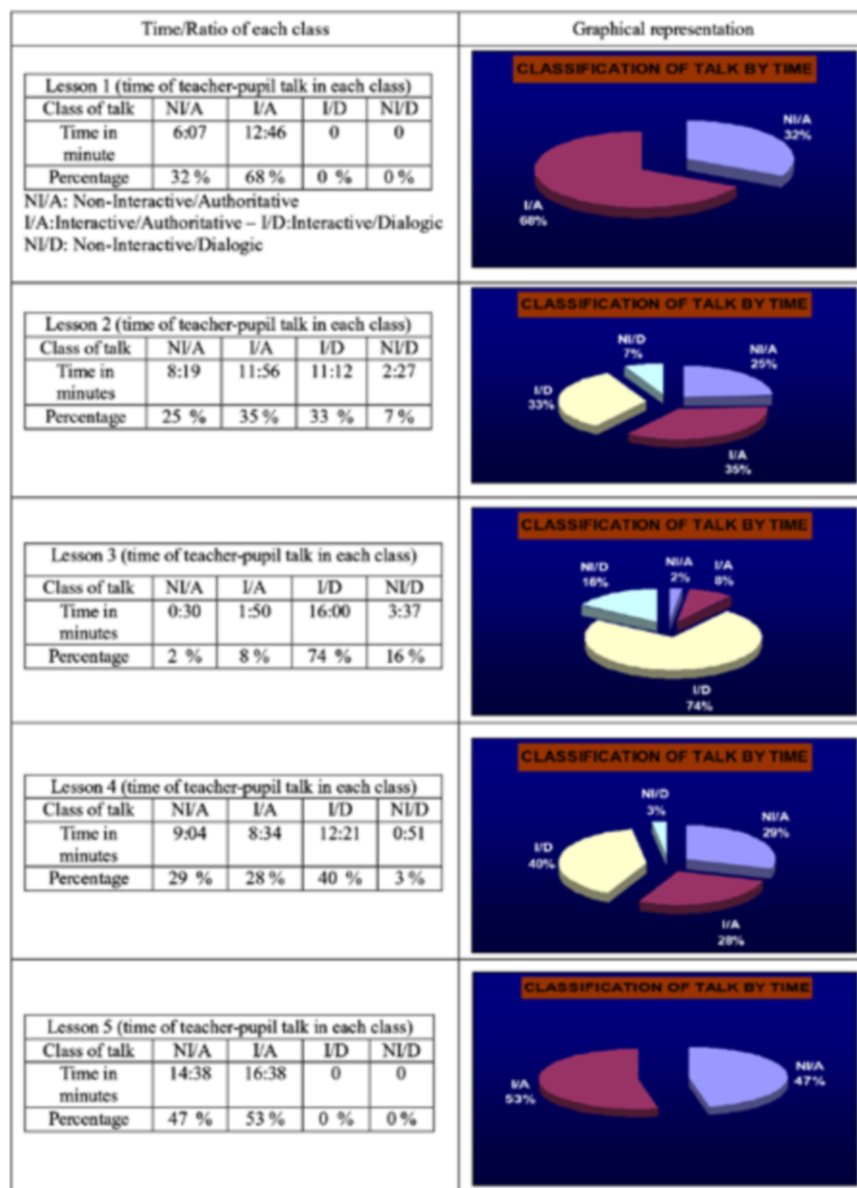 Time/Ratio of each class
Graphical representation
Lesson 1 (time of teacher-pupil talk in each class)
Class of talk NI/A I/A I/D NI/D
Time in minute 6:07 12:46 0 0
Percentage 32 % 68 % 0 % 0 %
NI/A: Non-Interactive/Authoritative
I/A:Interactive/Authoritative – I/D:Interactive/Dialogic
NI/D: Non-Interactive/Dialogic
CLASSIFICATION OF TALK BY TIME
NI/A
32%
I/A
68%
Lesson 2 (time of teacher-pupil talk in each class)
Class of talk NI/A I/A I/D NI/D
Time in minutes 8:19 11:56 11:12 2:27
Percentage 25 % 35 % 33 % 7 %
CLASSIFICATION OF TALK BY TIME
NI/D
7%
NI/A
25%
I/D
33%
I/A
35%
Lesson 3 (time of teacher-pupil talk in each class)
Class of talk NI/A I/A I/D NI/D
Time in minutes 0:30 1:50 16:00 3:37
Percentage 2 % 8 % 74 % 16 %
CLASSIFICATION OF TALK BY TIME
NI/D
16%
NI/A
2%
I/A
8%
I/D
74%
Lesson 4 (time of teacher-pupil talk in each class)
Class of talk NI/A I/A I/D NI/D
Time in minutes 9:04 8:34 12:21 0:51
Percentage 29 % 28 % 40 % 3 %
CLASSIFICATION OF TALK BY TIME
NI/D
3%
NI/A
29%
I/D
40%
I/A
28%
Lesson 5 (time of teacher-pupil talk in each class)
Class of talk NI/A I/A I/D NI/D
Time in minutes 14:38 16:38 0 0
Percentage 47 % 53 % 0 % 0 %
CLASSIFICATION OF TALK BY TIME
I/A
53%
NI/A
47%